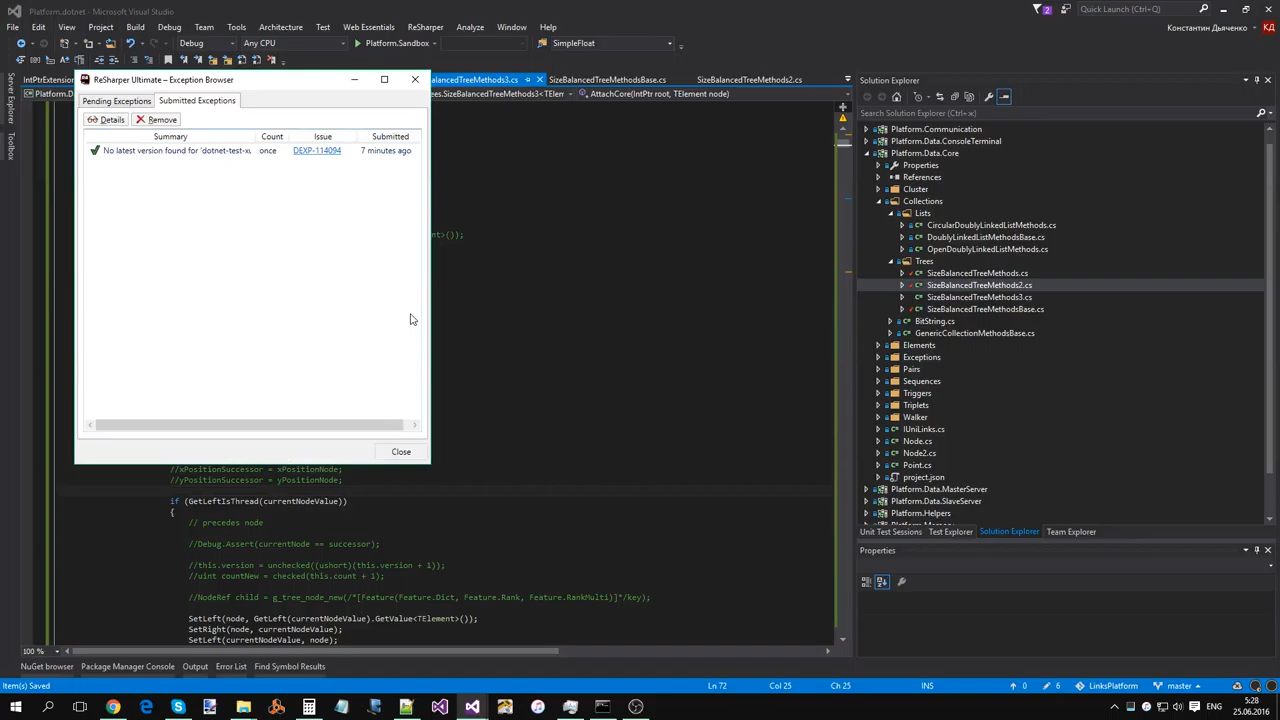 Platform.dotnet - Microsoft Visual Studio
2
Quick Launch (Ctrl+Q)
File Edit View Project Build Debug Team Tools Test Architecture Web Essentials ReSharper Analyze Window Help
Константин Дьяченко КД
Debug Any CPU Platform.Sandbox SimpleFloat
IntPtrExtension
SizeBalancedTreeMethodsBase.cs SizeBalancedTreeMethods2.cs
Solution Explorer
ReSharper Ultimate – Exception Browser
AttachCore(IntPtr root, TElement node)
Server Explorer
Toolbox
Pending Exceptions Submitted Exceptions
Search Solution Explorer (Ctrl+ж)
Details Remove
Summary Count Issue Submitted
No latest version found for 'dotnet-test-xu once DEXP-114094 7 minutes ago
Close
Platform.Communication
Platform.Data.ConsoleTerminal
Platform.Data.Core
Properties
References
Cluster
Collections
Lists
CircularDoublyLinkedListMethods.cs
DoublyLinkedListMethodsBase.cs
OpenDoublyLinkedListMethods.cs
Trees
SizeBalancedTreeMethods.cs
SizeBalancedTreeMethods2.cs
SizeBalancedTreeMethods3.cs
SizeBalancedTreeMethodsBase.cs
BitString.cs
GenericCollectionMethodsBase.cs
Elements
Exceptions
Pairs
Sequences
Triggers
Triplets
Walker
IUniLinks.cs
Node.cs
Node2.cs
Point.cs
project.json
Platform.Data.MasterServer
Platform.Data.SlaveServer
Platform.Helpers
//xPositionSuccessor = xPositionNode;
//yPositionSuccessor = yPositionNode;
if (GetLeftIsThread(currentNodeValue))
{
// precedes node
//Debug.Assert(currentNode == successor);
//this.version = unchecked((ushort)(this.version + 1));
//uint countNew = checked(this.count + 1);
//NodeRef child = g_tree_node_new(/*[Feature(Feature.Dict, Feature.Rank, Feature.RankMulti)]*/key);
SetLeft(node, GetLeft(currentNodeValue).GetValue<TElement>());
SetRight(node, currentNodeValue);
SetLeft(currentNodeValue, node);
100 %
Unit Test Sessions Test Explorer Solution Explorer Team Explorer
Properties
NuGet browser Package Manager Console Output Error List Find Symbol Results
Item(s) Saved Ln 72 Col 25 Ch 25 INS 0 6 LinksPlatform master
ENG
5:28
25.06.2016